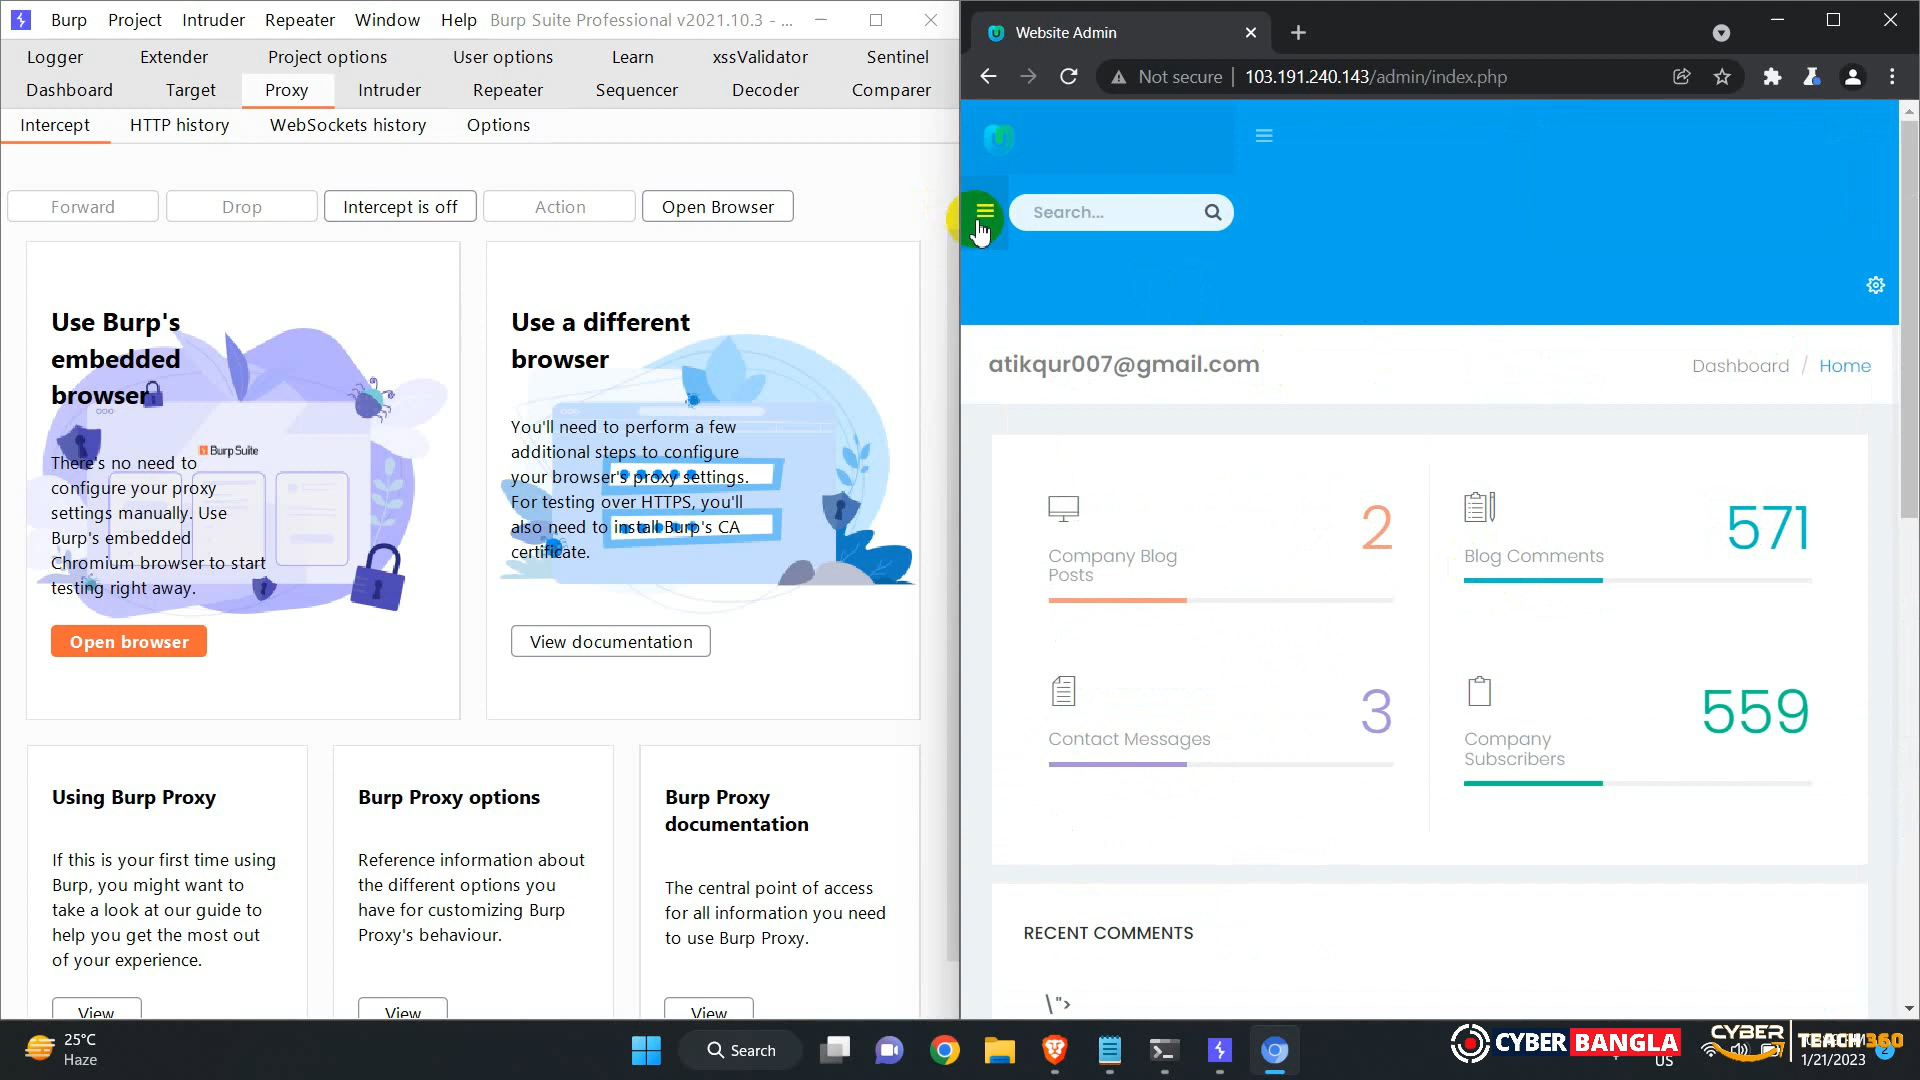 Burp Project Intruder Repeater Window Help Burp Suite Professional v2021.10.3 - ...
Logger Extender Project options User options Learn xssValidator Sentinel
Dashboard Target Proxy Intruder Repeater Sequencer Decoder Comparer
Intercept HTTP history WebSockets history Options
Forward Drop Intercept is off Action Open Browser
Use Burp's
embedded
browser
Burp Suite
There's no need to
configure your proxy
settings manually. Use
Burp's embedded
Chromium browser to start
testing right away.
Open browser
Use a different
browser
You'll need to perform a few
additional steps to configure
your browser's proxy settings.
For testing over HTTPS, you'll
also need to install Burp's CA
certificate.
View documentation
Using Burp Proxy
If this is your first time using
Burp, you might want to
take a look at our guide to
help you get the most out
of your experience.
View
Burp Proxy options
Reference information about
the different options you
have for customizing Burp
Proxy's behaviour.
View
Burp Proxy
documentation
The central point of access
for all information you need
to use Burp Proxy.
View
Website Admin
Not secure 103.191.240.143/admin/index.php
Search...
atikqur007@gmail.com
Dashboard / Home
Company Blog
Posts
2
Blog Comments
571
Contact Messages
3
Company
Subscribers
559
RECENT COMMENTS
\">
25°C
Haze
Search
CYBER BANGLA
CYBER TEACH 360
US
1/21/2023
2